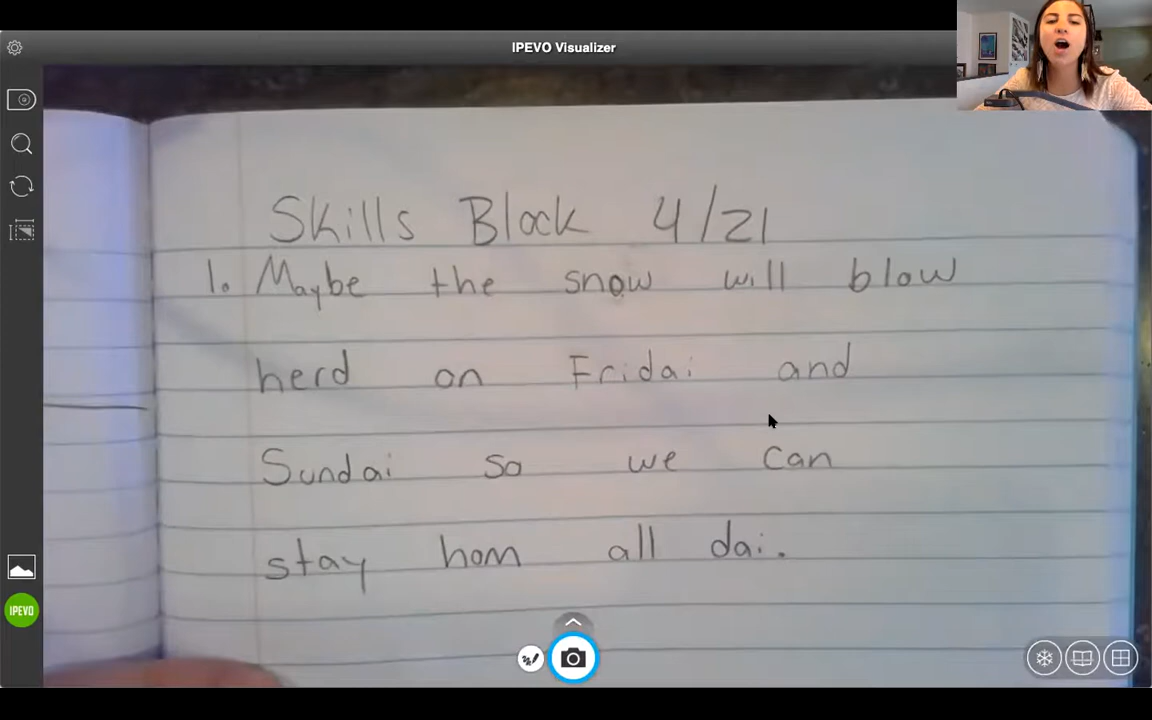 IPEVO Visualizer
Skills Block 4/21
1. Maybe the snow will blow
herd on Fridai and
Sundai so we can
stay hom all dai.
IPEVO